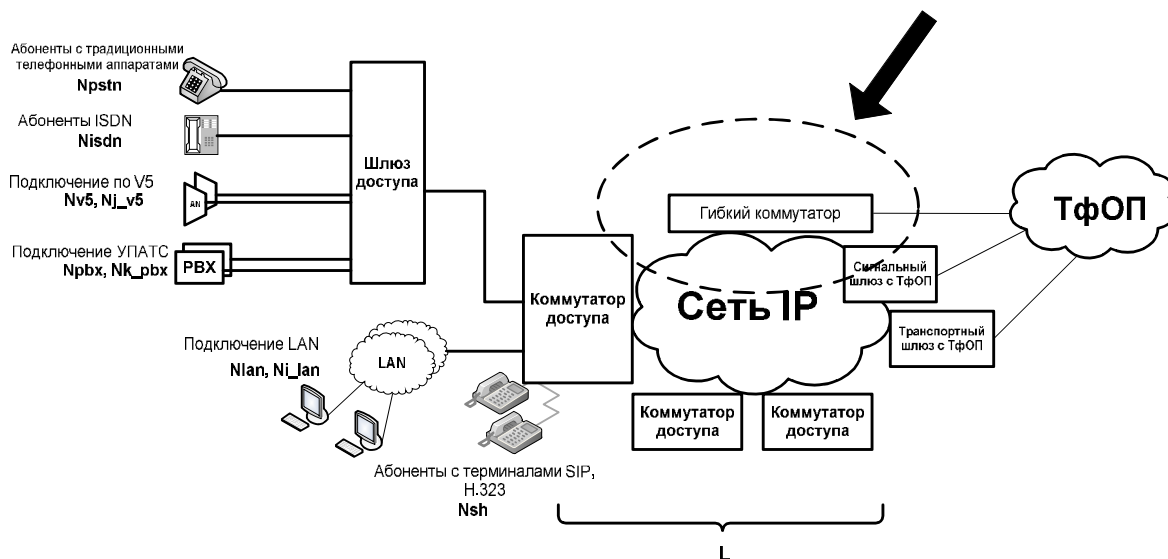 Абоненты с традиционными
телефонными аппаратами
Npstn
Абоненты ISDN
Nisdn
Подключение по V5
Nv5, Nj_v5
AN
Подключение УПАТС
Npbx, Nk_pbx
PBX
Шлюз
доступа
Подключение LAN
Nlan, Ni_lan
LAN
Абоненты с терминалами SIP,
H.323
Nsh
Коммутатор
доступа
Гибкий коммутатор
Сеть IP
Сигнальный
шлюз с ТфОП
Транспортный
шлюз с ТфОП
ТфОП
Коммутатор
доступа
Коммутатор
доступа
L